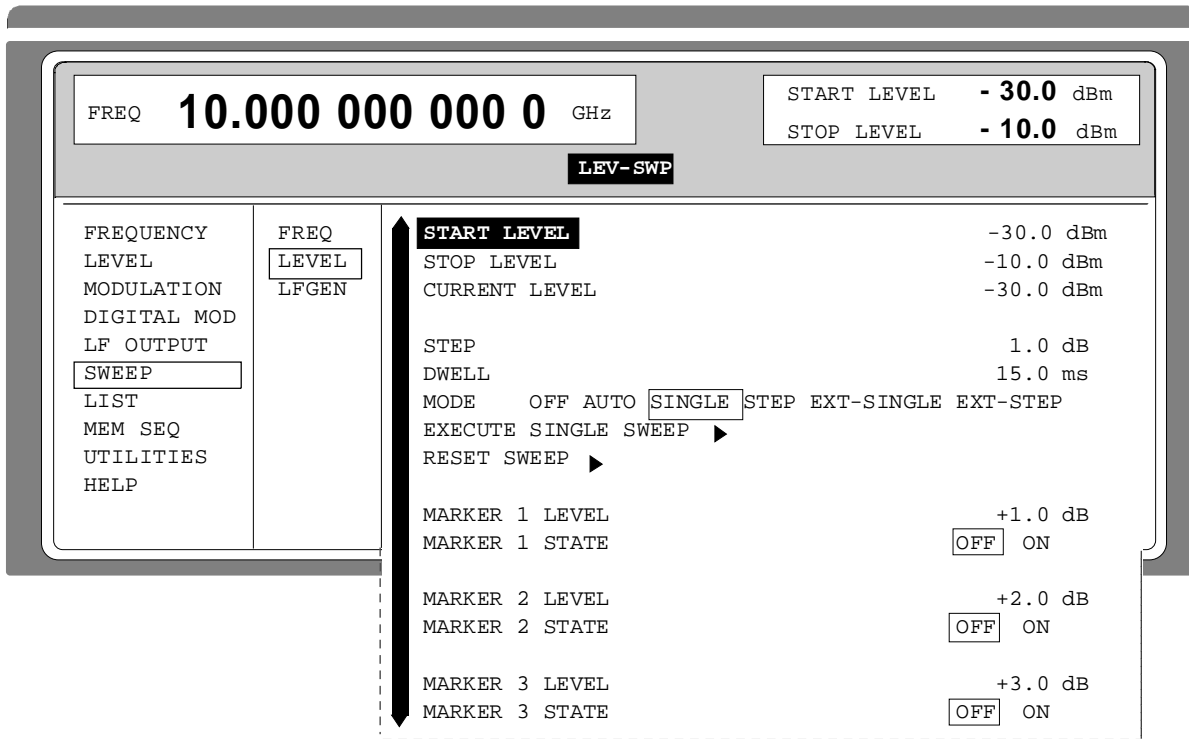 FREQ 10.000 000 000 0 GHz
START LEVEL - 30.0 dBm
STOP LEVEL - 10.0 dBm
LEV-SWP
FREQUENCY
LEVEL
MODULATION
DIGITAL MOD
LF OUTPUT
SWEEP
LIST
MEM SEQ
UTILITIES
HELP
FREQ
LEVEL
LFGEN
START LEVEL -30.0 dBm
STOP LEVEL -10.0 dBm
CURRENT LEVEL -30.0 dBm
STEP 1.0 dB
DWELL 15.0 ms
MODE OFF AUTO SINGLE STEP EXT-SINGLE EXT-STEP
EXECUTE SINGLE SWEEP
RESET SWEEP
MARKER 1 LEVEL +1.0 dB
MARKER 1 STATE OFF ON
MARKER 2 LEVEL +2.0 dB
MARKER 2 STATE OFF ON
MARKER 3 LEVEL +3.0 dB
MARKER 3 STATE OFF ON